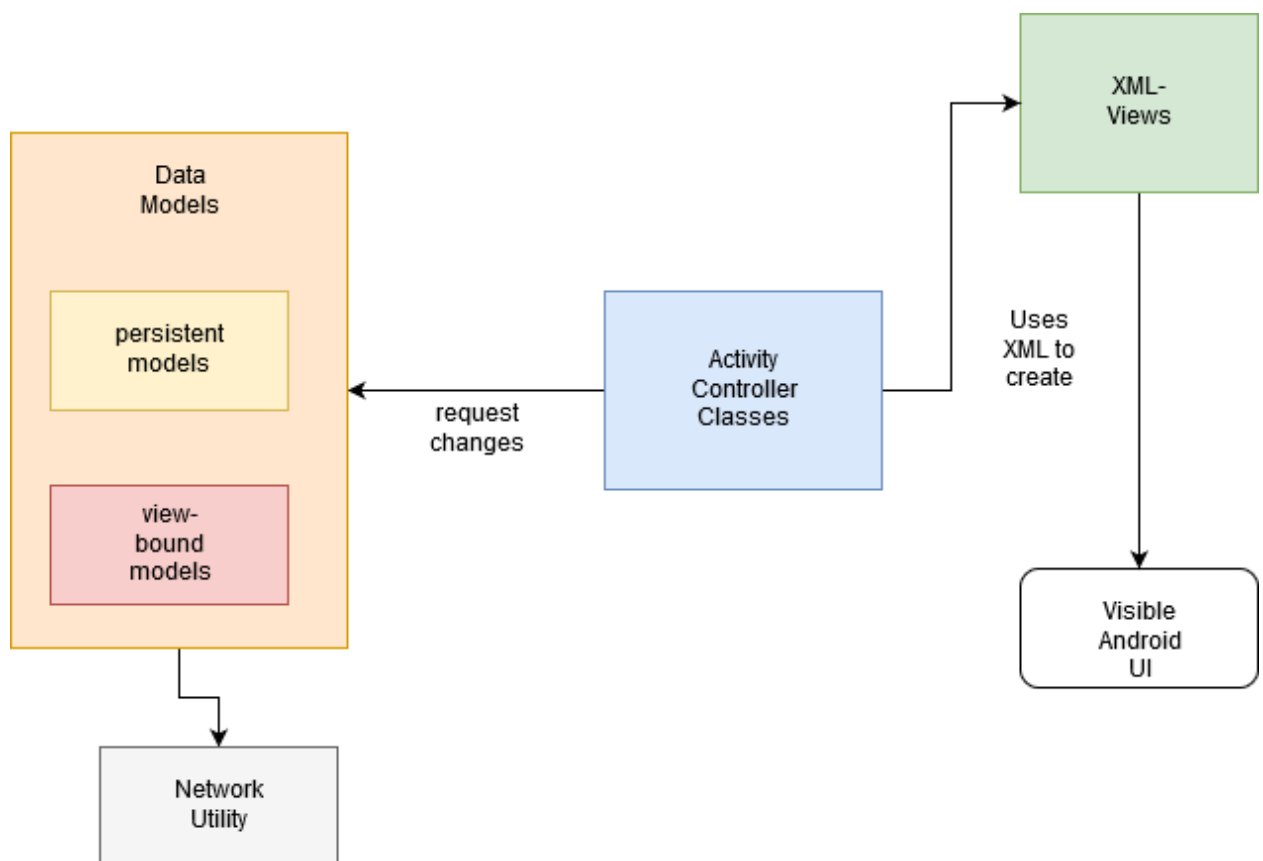 XML-
Views
Data
Models
persistent
models
view-
bound
models
request
changes
Activity
Controller
Classes
Uses
XML to
create
Visible
Android
UI
Network
Utility